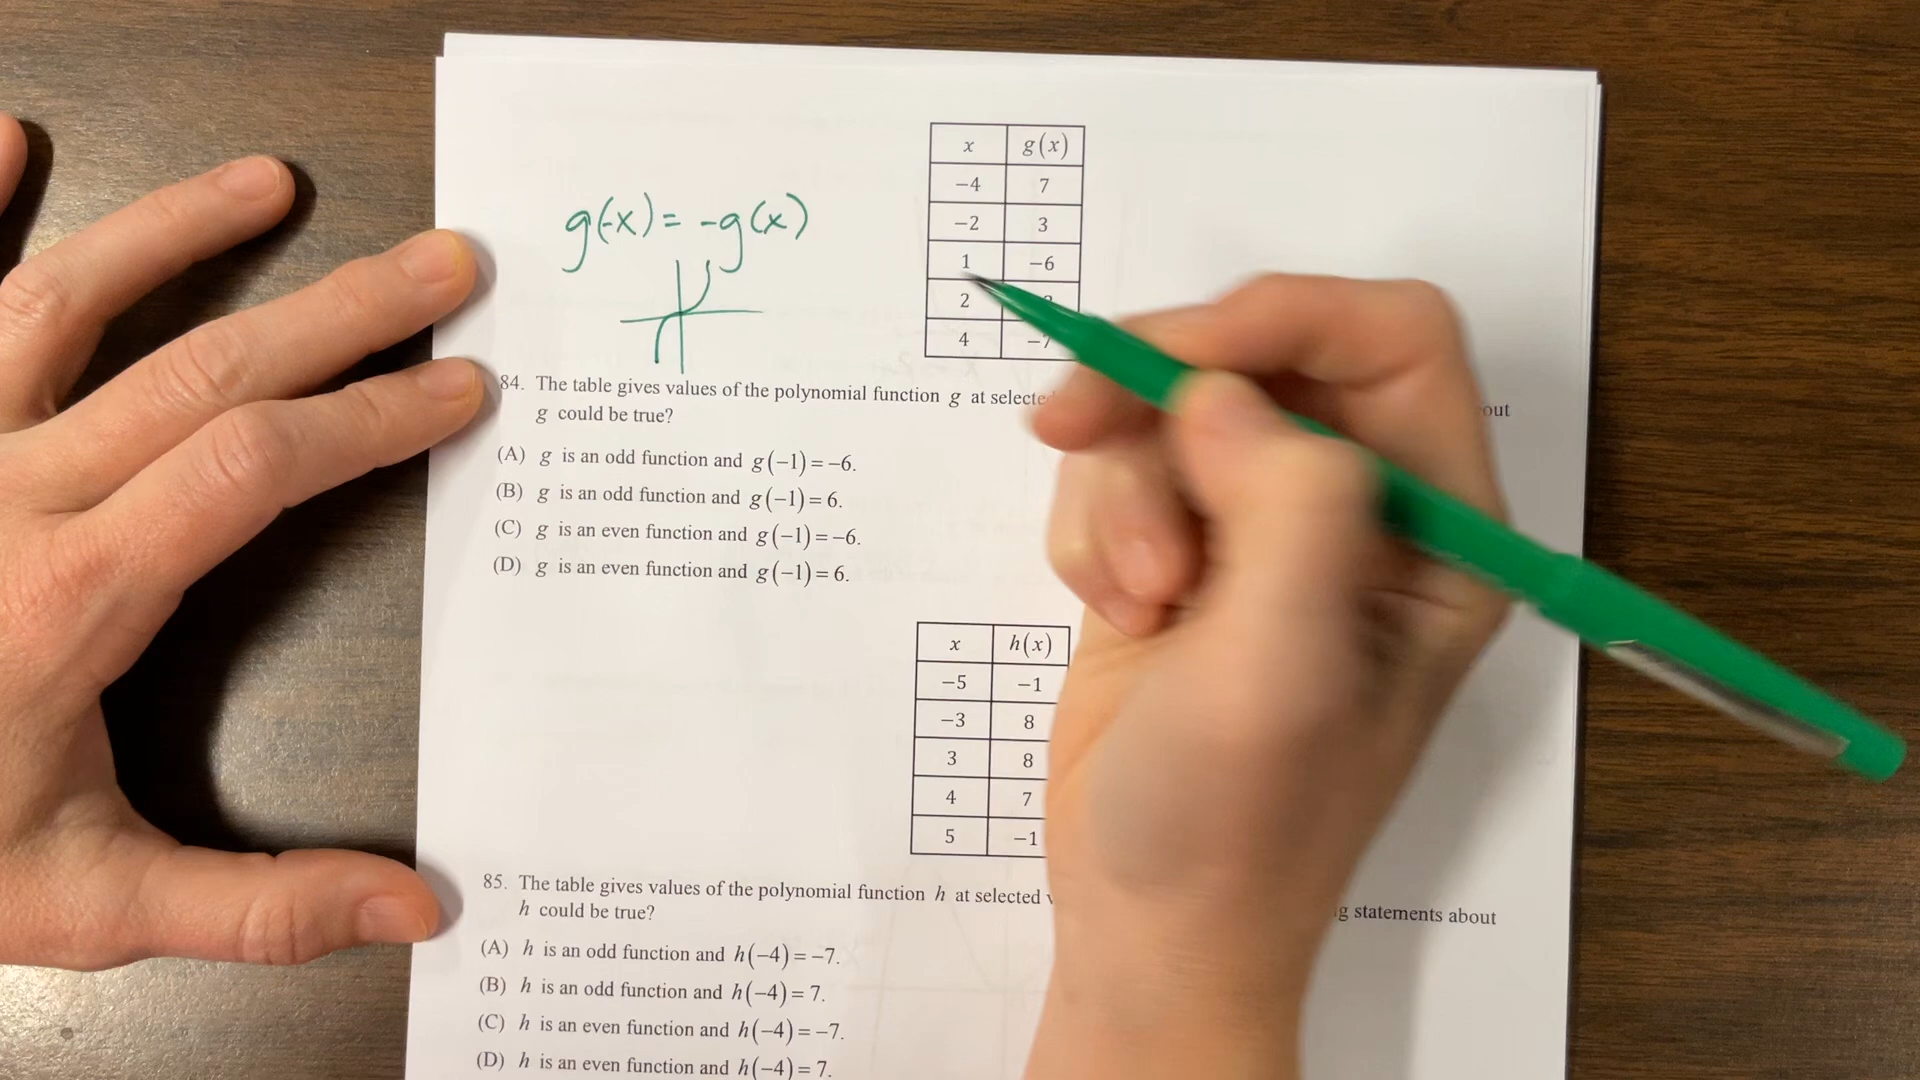 x g(x)
−4 7
−2 3
1 −6
2
4 −7
g(-x) = -g(x)
84. The table gives values of the polynomial function g at selected out
g could be true?
(A) g is an odd function and g(−1) = −6.
(B) g is an odd function and g(−1) = 6.
(C) g is an even function and g(−1) = −6.
(D) g is an even function and g(−1) = 6.
x h(x)
−5 −1
−3 8
3 8
4 7
5 −1
85. The table gives values of the polynomial function h at selected statements about
h could be true?
(A) h is an odd function and h(−4) = −7.
(B) h is an odd function and h(−4) = 7.
(C) h is an even function and h(−4) = −7.
(D) h is an even function and h(−4) = 7.